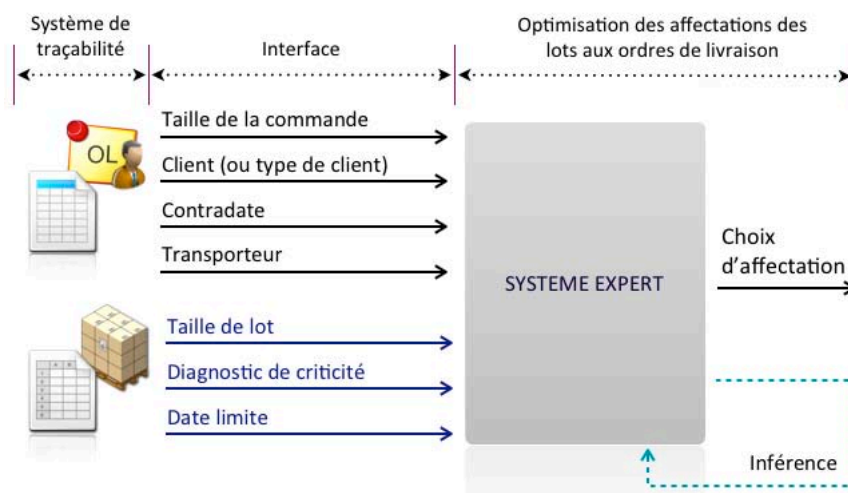 Système de
traçabilité
Interface
Optimisation des affectations des
lots aux ordres de livraison
Taille de la commande
OL
Client (ou type de client)
Contradate
Transporteur
SYSTEME EXPERT
Choix
d'affectation
Taille de lot
Diagnostic de criticité
Date limite
Inférence